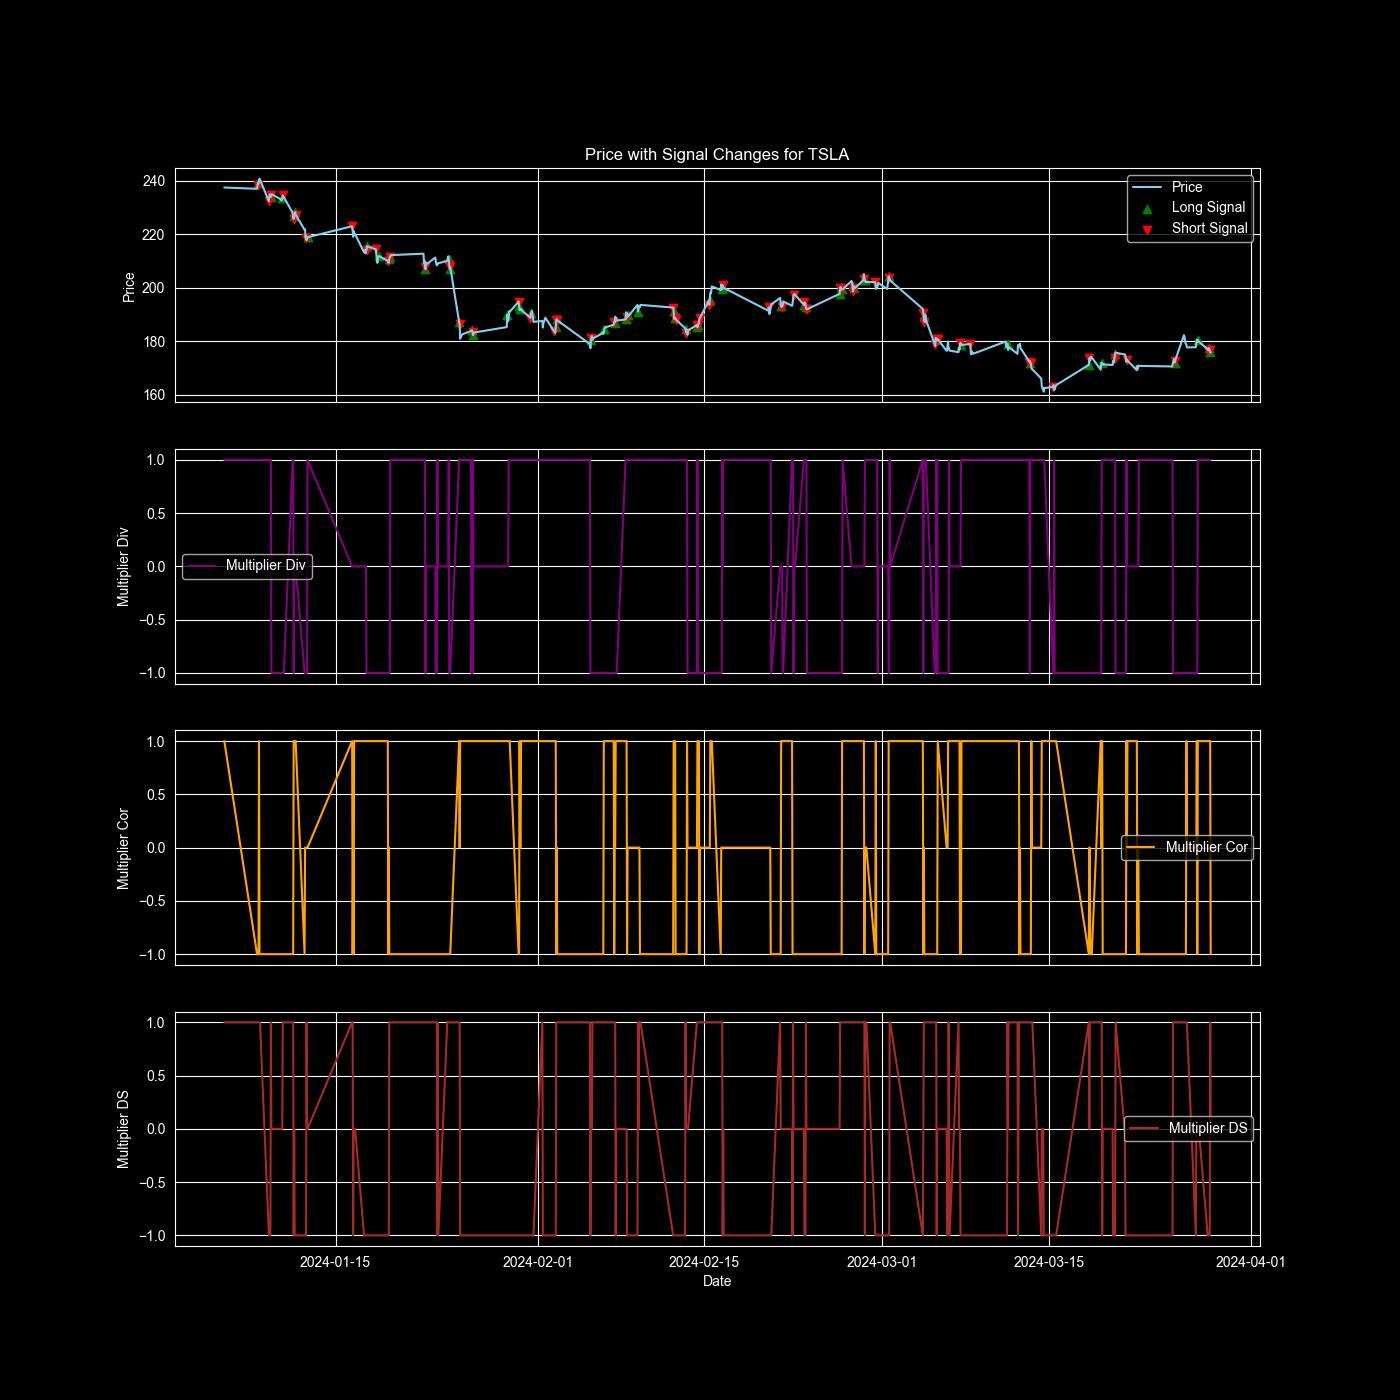 Price with Signal Changes for TSLA
240
220
200
180
160
Price
Price
Long Signal
Short Signal
1.0
0.5
0.0
−0.5
−1.0
Multiplier Div
Multiplier Div
1.0
0.5
0.0
−0.5
−1.0
Multiplier Cor
Multiplier Cor
1.0
0.5
0.0
−0.5
−1.0
Multiplier DS
Multiplier DS
2024-01-15 2024-02-01 2024-02-15 2024-03-01 2024-03-15 2024-04-01
Date